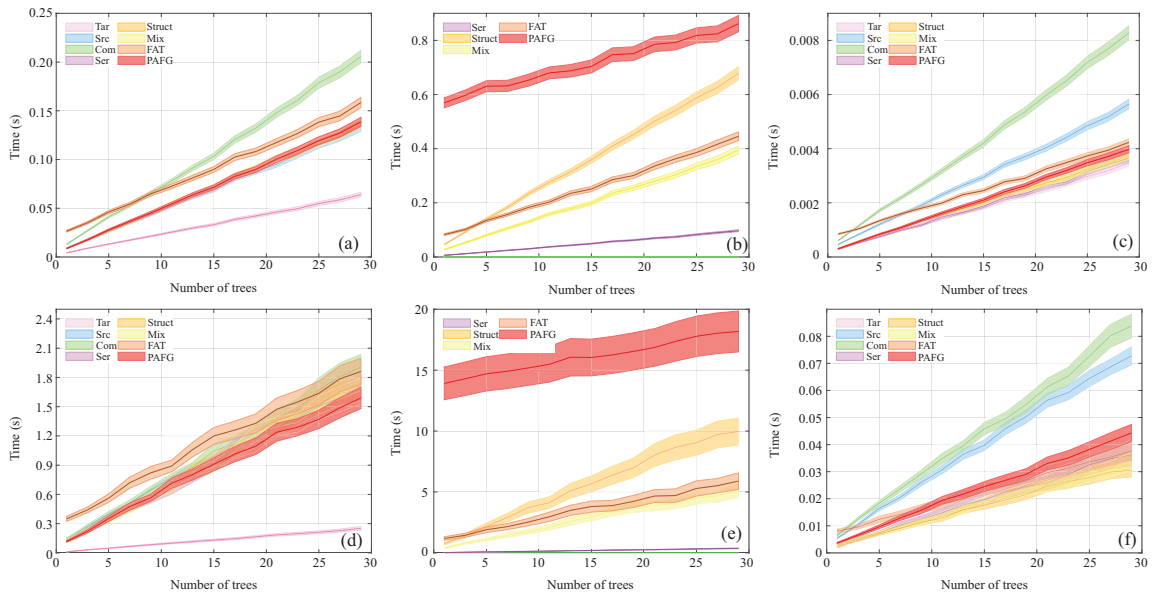 0.25
0.20
0.15
0.10
0.05
0
Time (s)
Tar Struct
Src Mix
Com FAT
Ser PAFG
(a)
0 5 10 15 20 25 30
Number of trees
0.8
0.6
0.4
0.2
0
Time (s)
Ser FAT
Struct PAFG
Mix
(b)
0 5 10 15 20 25 30
Number of trees
0.008
0.006
0.004
0.002
0
Time (s)
Tar Struct
Src Mix
Com FAT
Ser PAFG
(c)
0 5 10 15 20 25 30
Number of trees
2.4
2.1
1.8
1.5
1.2
0.9
0.6
0.3
0
Time (s)
Tar Struct
Src Mix
Com FAT
Ser PAFG
(d)
0 5 10 15 20 25 30
Number of trees
20
15
10
5
0
Time (s)
Ser FAT
Struct PAFG
Mix
(e)
0 5 10 15 20 25 30
Number of trees
0.08
0.07
0.06
0.05
0.04
0.03
0.02
0.01
0
Time (s)
Tar Struct
Src Mix
Com FAT
Ser PAFG
(f)
0 5 10 15 20 25 30
Number of trees